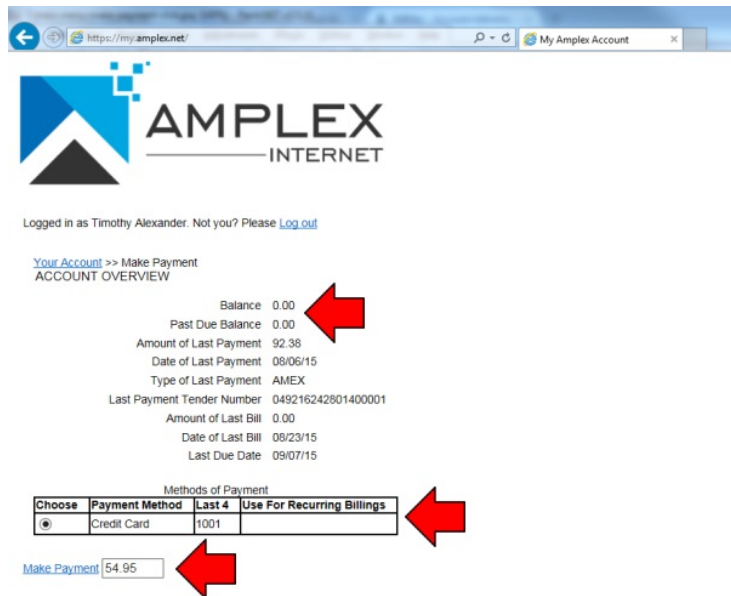 https://my.amplex.net/
My Amplex Account
AMPLEX
INTERNET
Logged in as Timothy Alexander. Not you? Please Log out
Your Account >> Make Payment
ACCOUNT OVERVIEW
Balance 0.00
Past Due Balance 0.00
Amount of Last Payment 92.38
Date of Last Payment 08/06/15
Type of Last Payment AMEX
Last Payment Tender Number 049216242801400001
Amount of Last Bill 0.00
Date of Last Bill 08/23/15
Last Due Date 09/07/15
Methods of Payment
Choose Payment Method Last 4 Use For Recurring Billings
Credit Card 1001
Make Payment 54.95